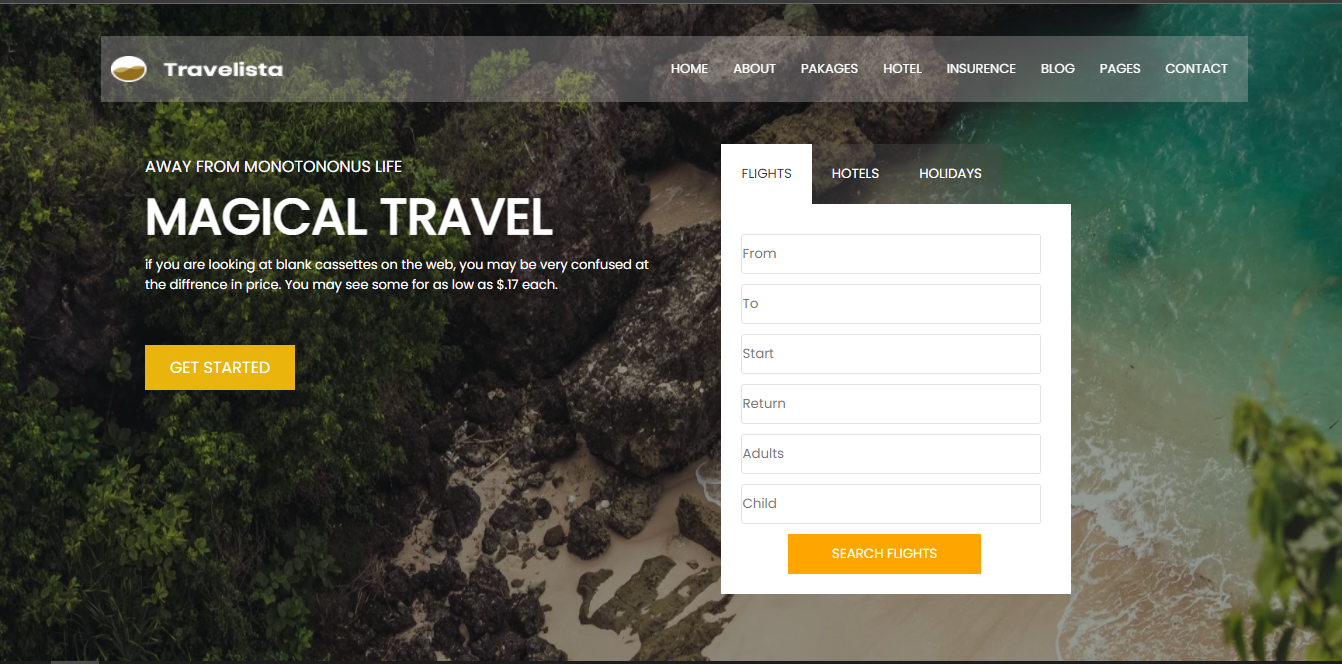 Travelista
HOME ABOUT PAKAGES HOTEL INSURENCE BLOG PAGES CONTACT
AWAY FROM MONOTONONUS LIFE
MAGICAL TRAVEL
if you are looking at blank cassettes on the web, you may be very confused at
the diffrence in price. You may see some for as low as $.17 each.
GET STARTED
FLIGHTS HOTELS HOLIDAYS
From
To
Start
Return
Adults
Child
SEARCH FLIGHTS